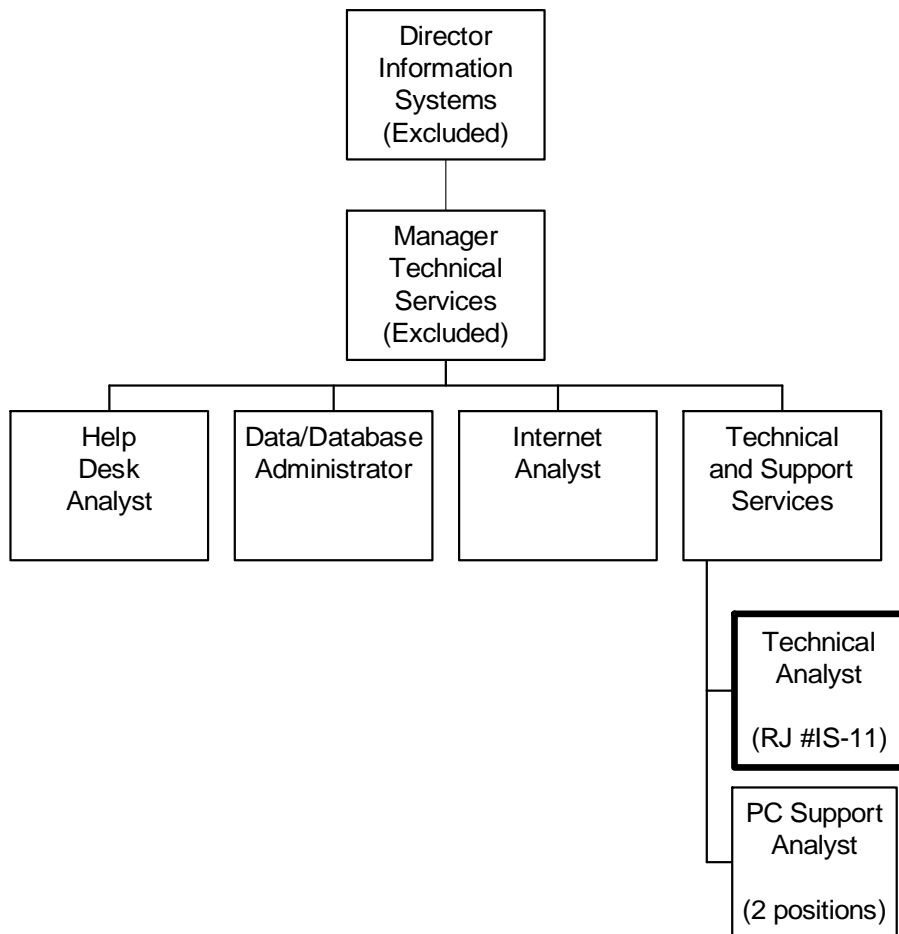 Director
Information
Systems
(Excluded)
Manager
Technical
Services
(Excluded)
Help
Desk
Analyst
Data/Database
Administrator
Internet
Analyst
Technical
and Support
Services
Technical
Analyst
(RJ #IS-11)
PC Support
Analyst
(2 positions)